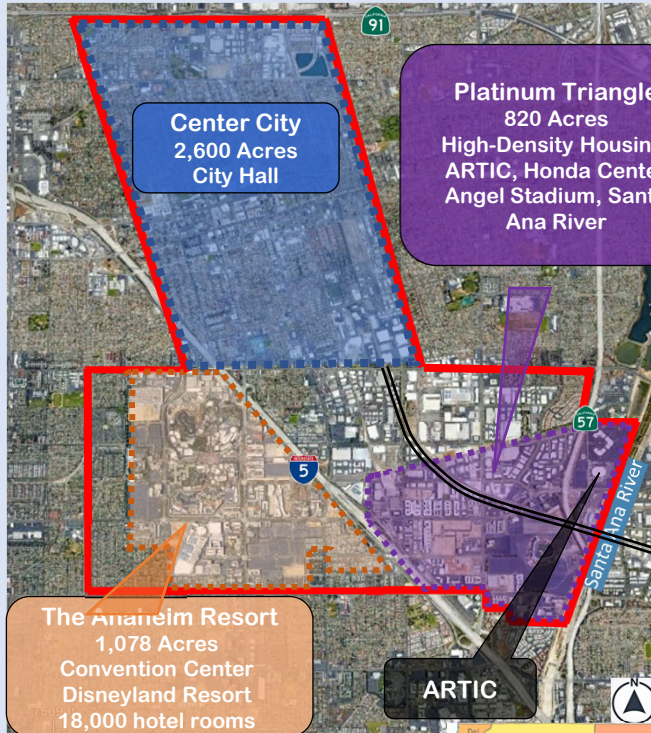 CALIFORNIA
91
Center City
2,600 Acres
City Hall
Platinum Triangle
820 Acres
High-Density Housin
ARTIC, Honda Cente
Angel Stadium, Sant
Ana River
57
INTERSTATE
5
Santa Ana River
The Anaheim Resort
1,078 Acres
Convention Center
Disneyland Resort
18,000 hotel rooms
ARTIC
N